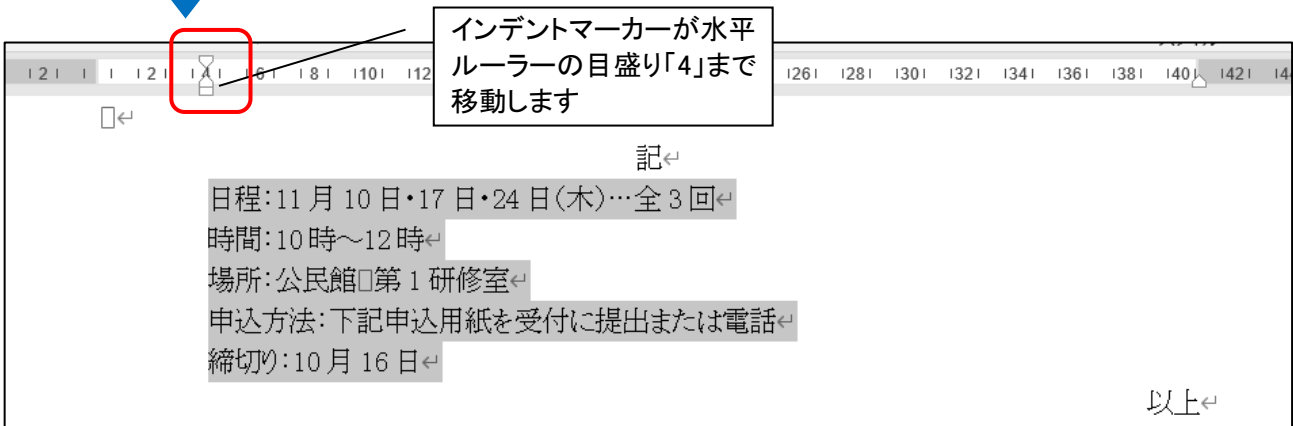 インデントマーカーが水平
ルーラーの目盛り「4」まで
移動します
2 2 4 6 8 10 12 26 28 30 32 34 36 38 40 42
記
日程:11月10日・17日・24日(木)…全3回
時間:10時～12時
場所:公民館□第1研修室
申込方法:下記申込用紙を受付に提出または電話
締切り:10月16日
以上